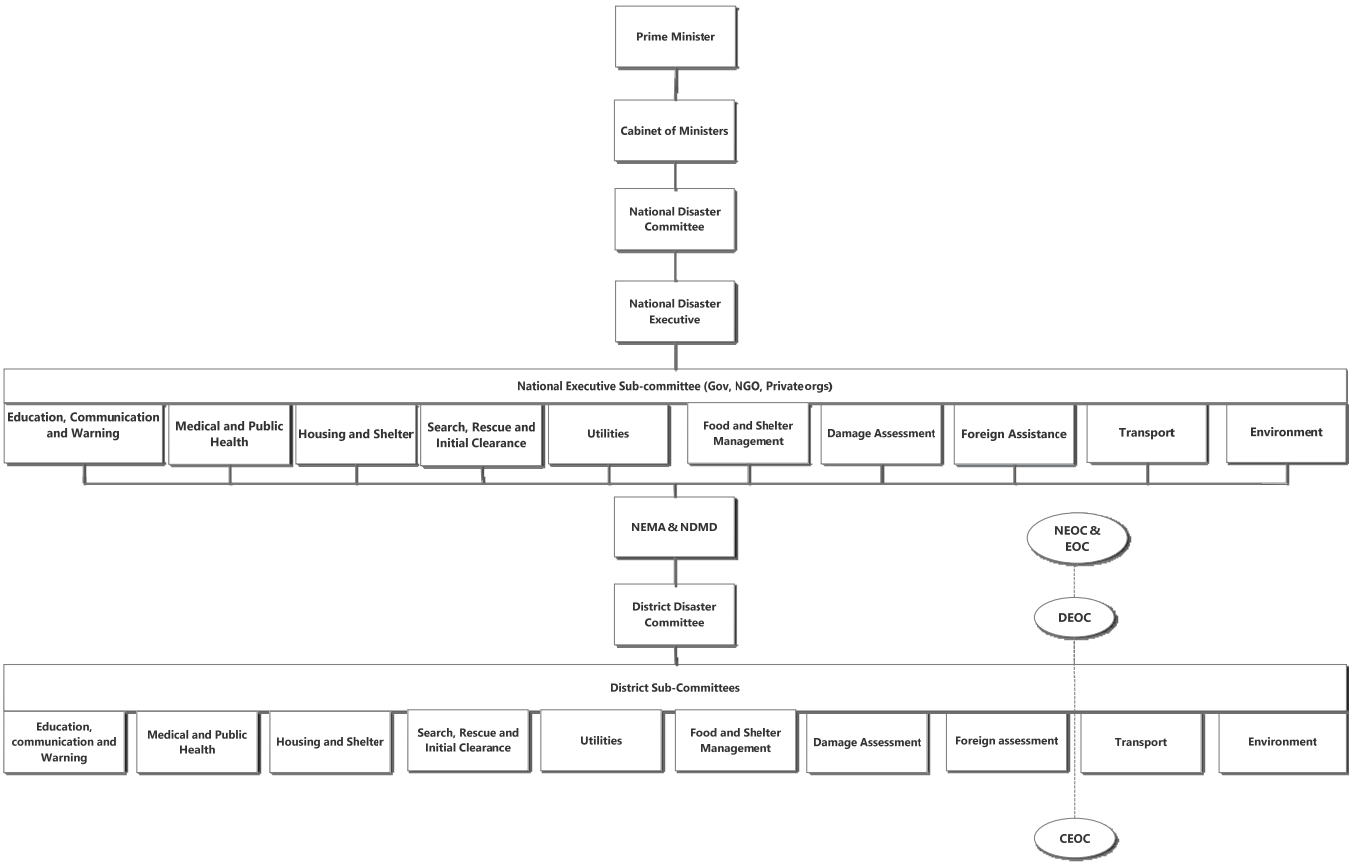 Prime Minister
Cabinet of Ministers
National Disaster
Committee
National Disaster
Executive
National Executive Sub-committee (Gov, NGO, Private orgs)
Education, Communication
and Warning
Medical and Public
Health
Housing and Shelter
Search, Rescue and
Initial Clearance
Utilities
Food and Shelter
Management
Damage Assessment
Foreign Assistance
Transport
Environment
NEMA & NDMD
NEOC &
EOC
District Disaster
Committee
DEOC
District Sub-Committees
Education,
communication and
Warning
Medical and Public
Health
Housing and Shelter
Search, Rescue and
Initial Clearance
Utilities
Food and Shelter
Management
Damage Assessment
Foreign assessment
Transport
Environment
CEOC